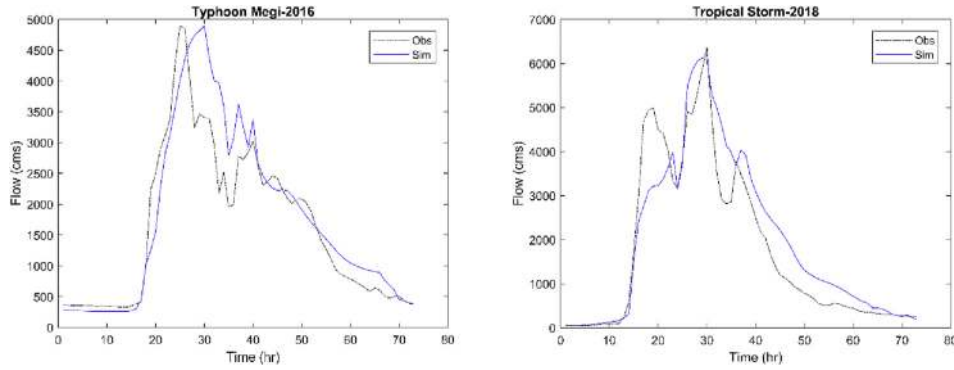 Typhoon Megi-2016
5000
4500
4000
3500
3000
2500
2000
1500
1000
500
0
Flow (cms)
Obs
Sim
0 10 20 30 40 50 60 70 80
Time (hr)
Tropical Storm-2018
7000
6000
5000
4000
3000
2000
1000
0
Flow (cms)
Obs
Sim
0 10 20 30 40 50 60 70 80
Time (hr)